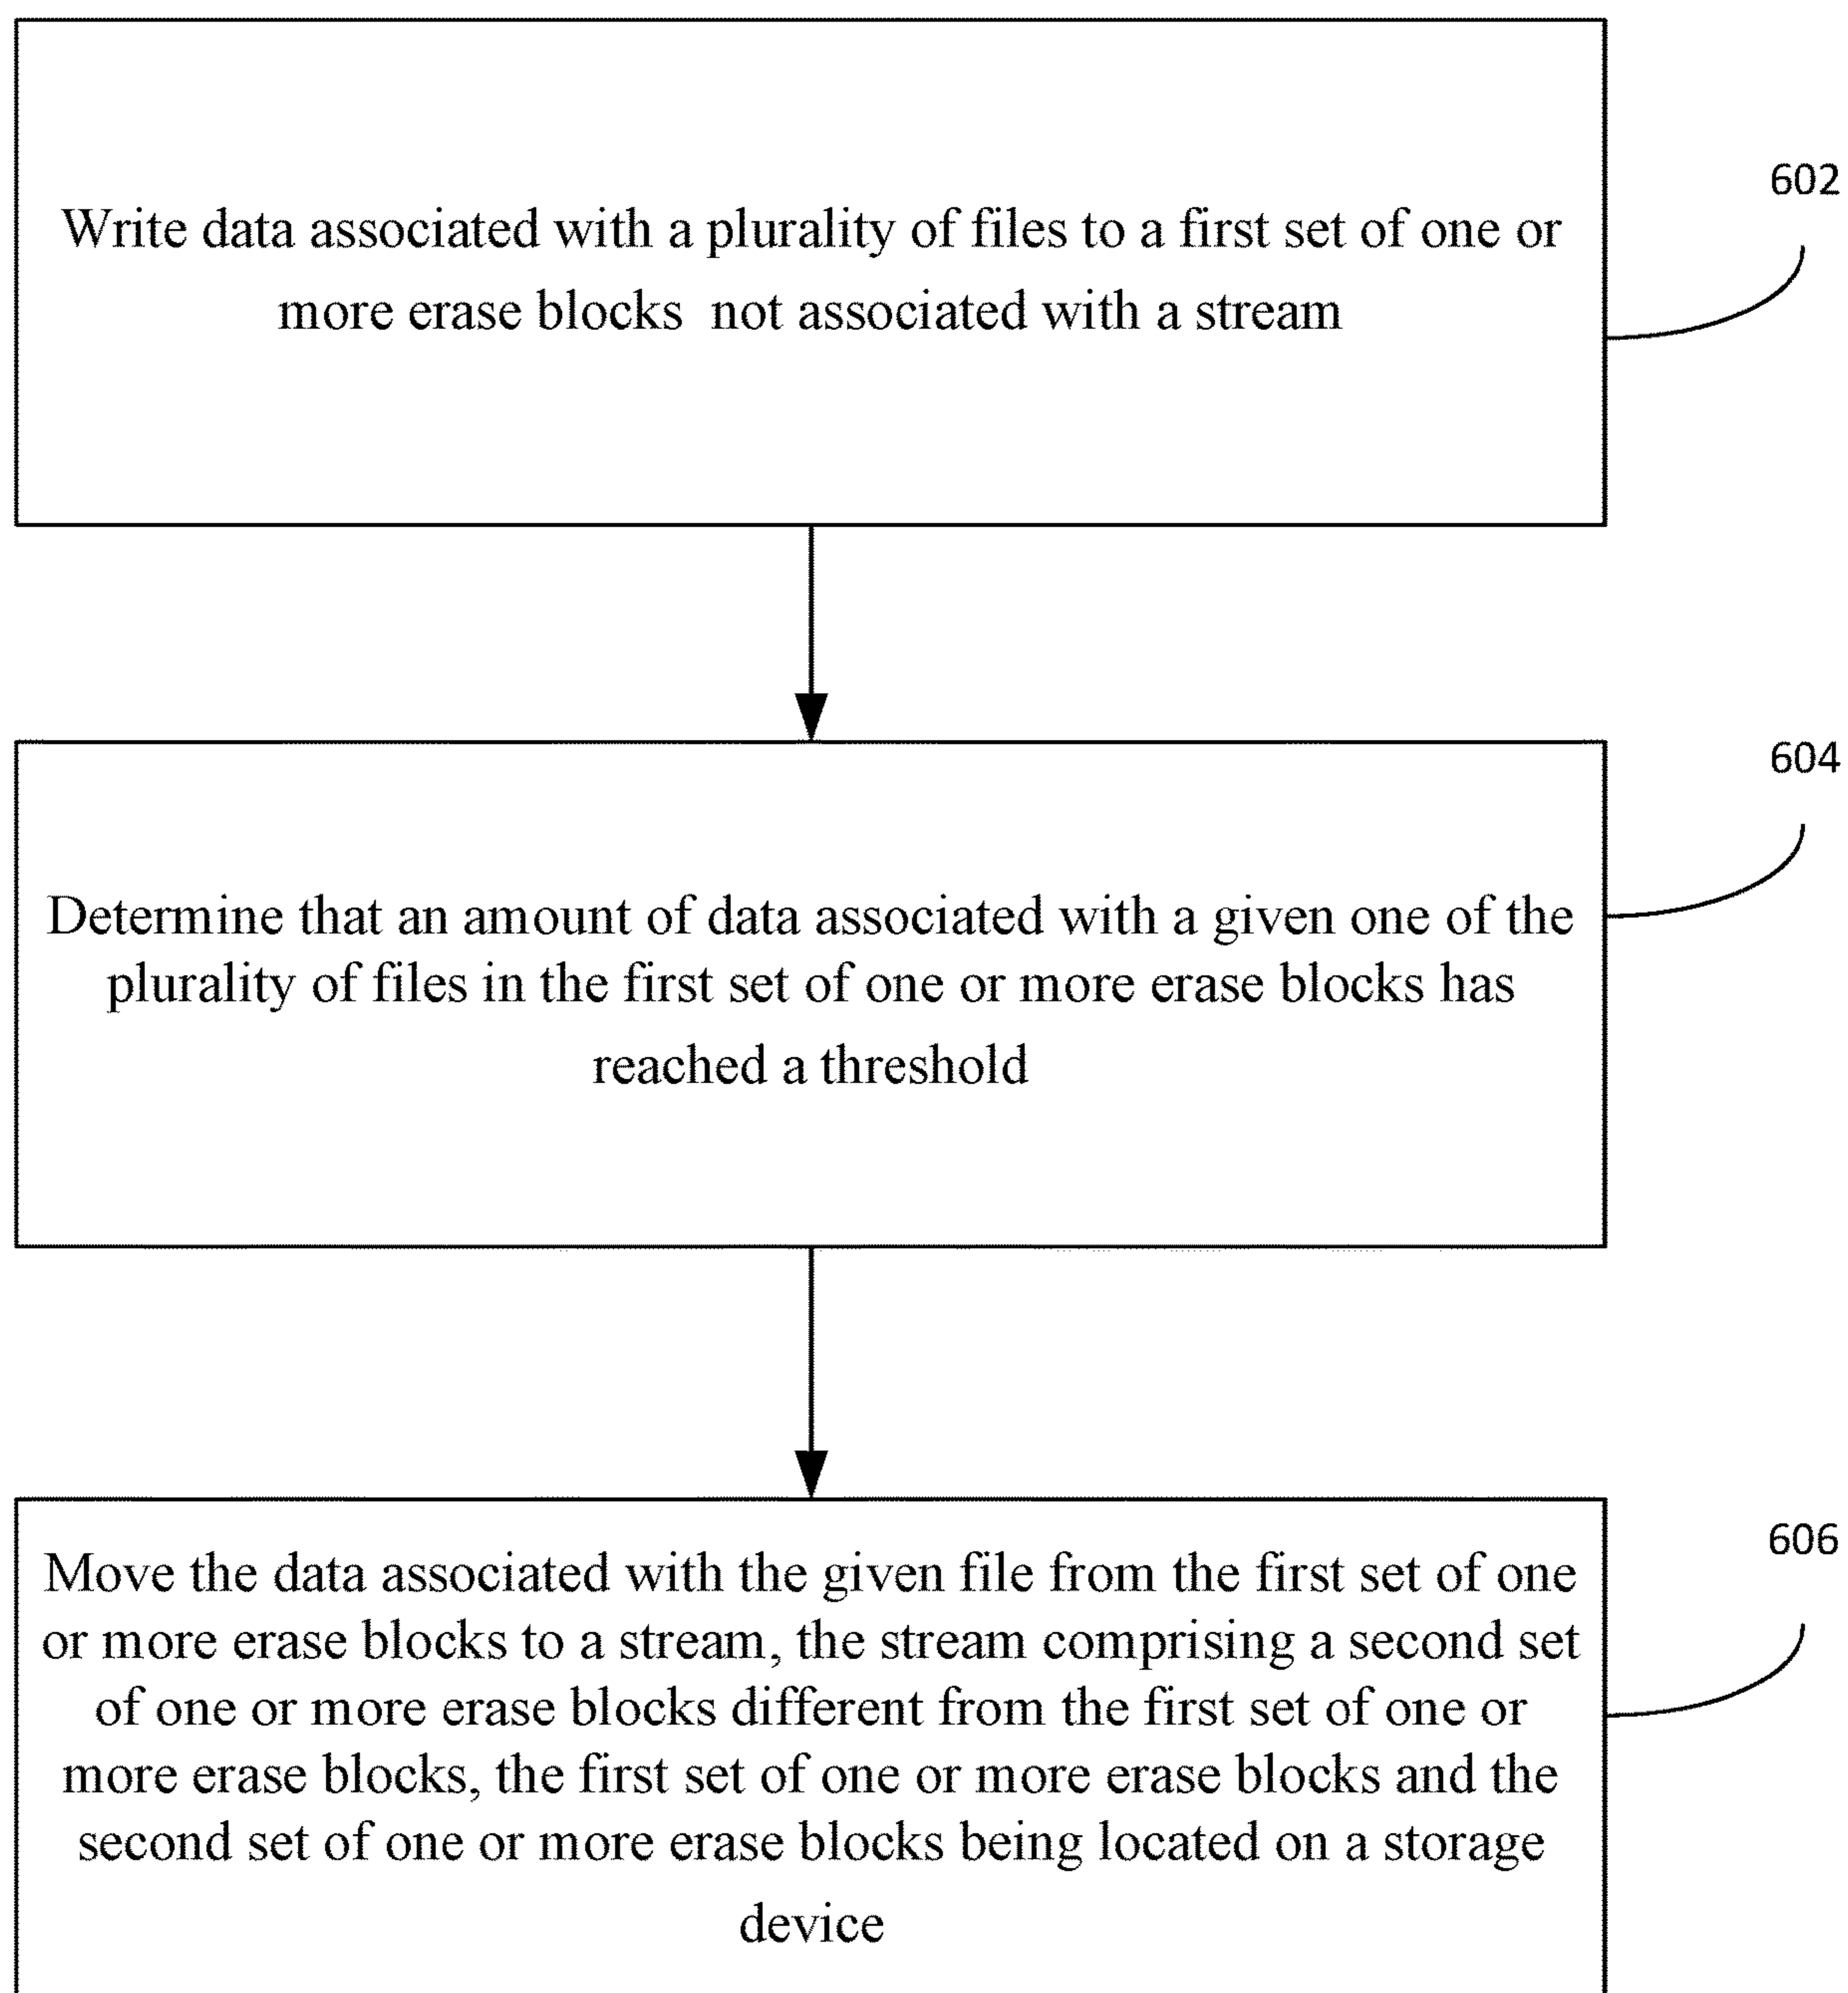 602
Write data associated with a plurality of files to a first set of one or
more erase blocks  not associated with a stream
604
Determine that an amount of data associated with a given one of the
plurality of files in the first set of one or more erase blocks has
reached a threshold
606
Move the data associated with the given file from the first set of one
or more erase blocks to a stream, the stream comprising a second set
of one or more erase blocks different from the first set of one or
more erase blocks, the first set of one or more erase blocks and the
second set of one or more erase blocks being located on a storage
device